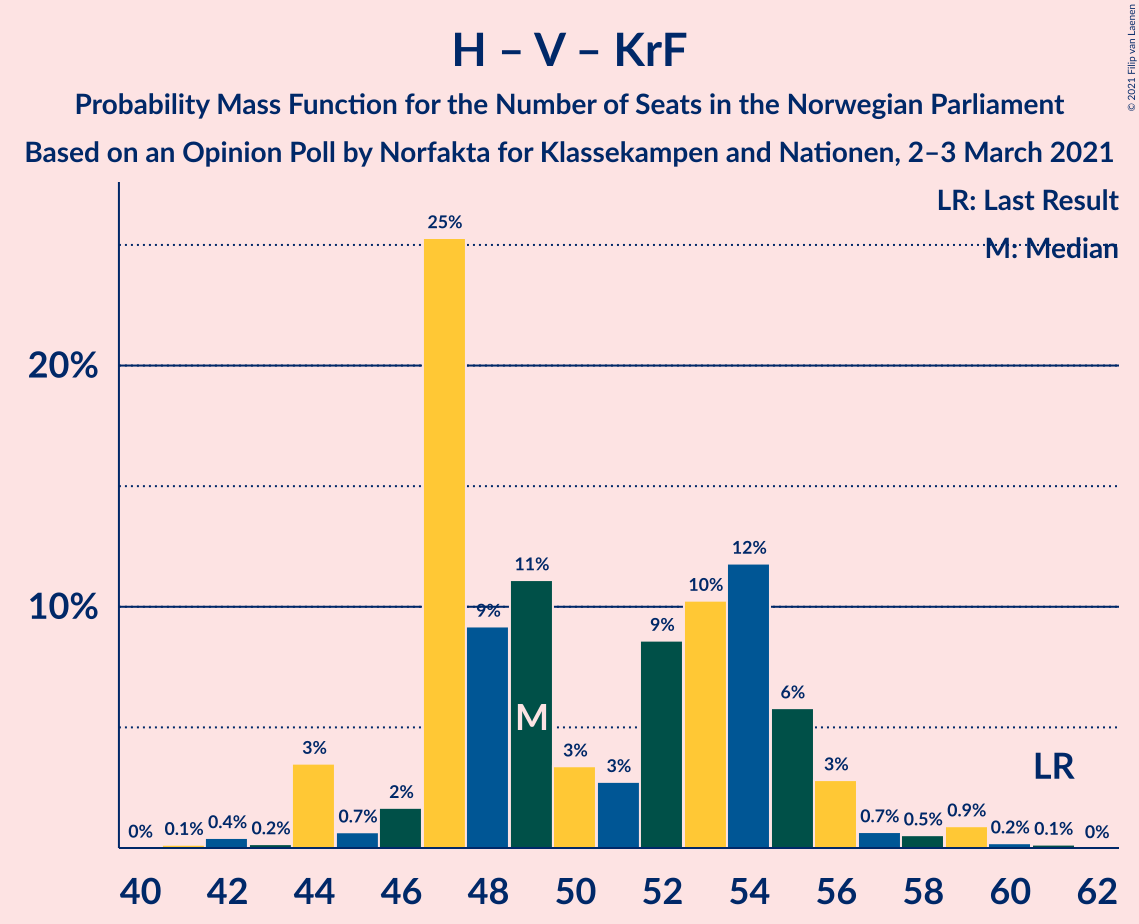 H – V – KrF
Probability Mass Function for the Number of Seats in the Norwegian Parliament
Based on an Opinion Poll by Norfakta for Klassekampen and Nationen, 2–3 March 2021
© 2021 Filip van Laenen
LR: Last Result
M: Median
20%
10%
0% 0.1% 0.4% 0.2% 3% 0.7% 2% 25% 9% 11% 3% 3% 9% 10% 12% 6% 3% 0.7% 0.5% 0.9% 0.2% 0.1% 0%
M
LR
40 42 44 46 48 50 52 54 56 58 60 62